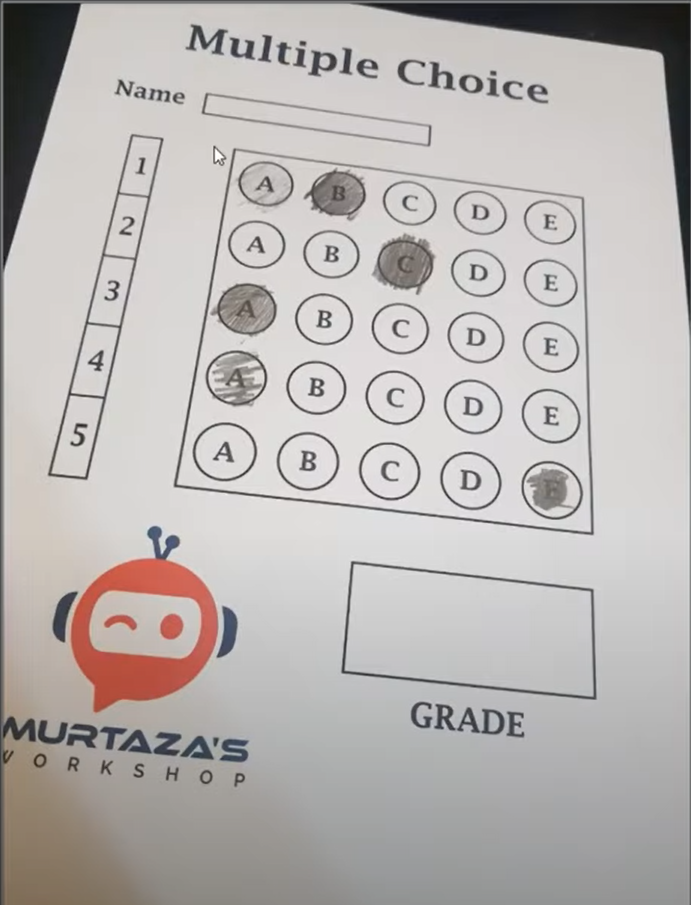 Multiple Choice
Name
1 A B C D E
2 A B C D E
3 A B C D E
4 A B C D E
5 A B C D E
GRADE
MURTAZA'S
WORKSHOP